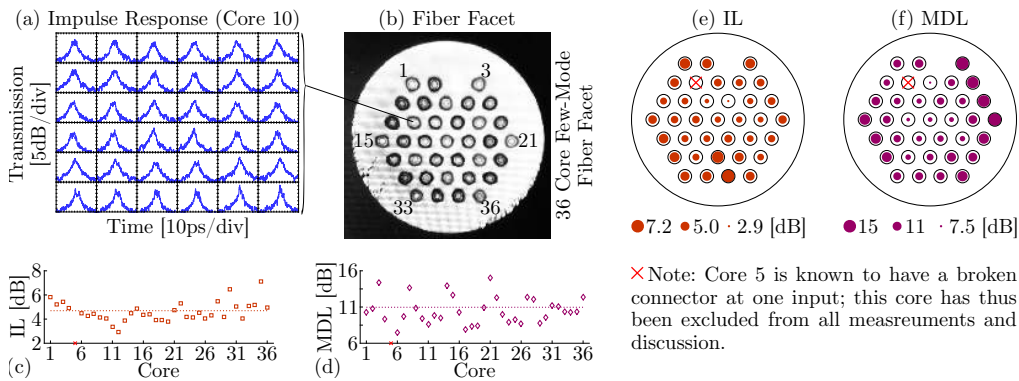 (a) Impulse Response (Core 10)
Transmission
[5dB/div]
Time [10ps/div]
(b) Fiber Facet
1
3
15
21
33
36
36 Core Few-Mode
Fiber Facet
(e) IL
7.2 5.0 2.9 [dB]
(f) MDL
15 11 7.5 [dB]
IL [dB]
8
6
4
2
1 6 11 16 21 26 31 36
Core
(c)
MDL [dB]
16
11
6
1 6 11 16 21 26 31 36
Core
(d)
Note: Core 5 is known to have a broken
connector at one input; this core has thus
been excluded from all measreuments and
discussion.